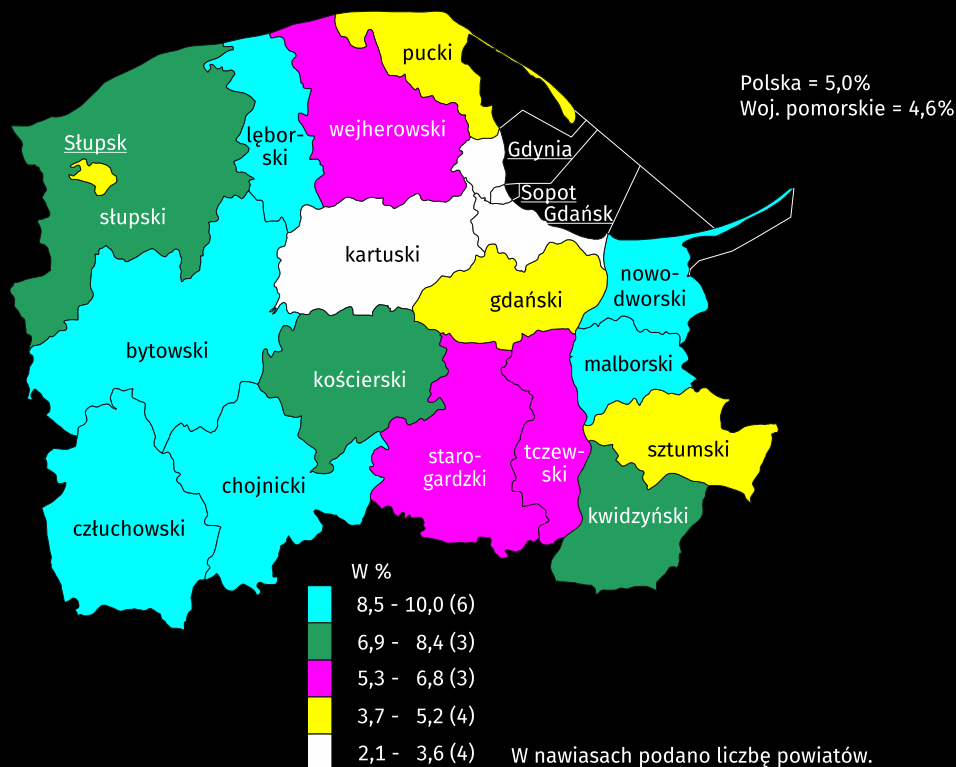 pucki
Polska = 5,0%
Woj. pomorskie = 4,6%
wejherowski
lębor-
ski
Słupsk
Gdynia
Sopot
Gdańsk
słupski
kartuski
nowo-
dworski
gdański
bytowski
malborski
kościerski
sztumski
staro-
gardzki
tczew-
ski
chojnicki
kwidzyński
człuchowski
W %
8,5 - 10,0 (6)
6,9 - 8,4 (3)
5,3 - 6,8 (3)
3,7 - 5,2 (4)
2,1 - 3,6 (4)
W nawiasach podano liczbę powiatów.